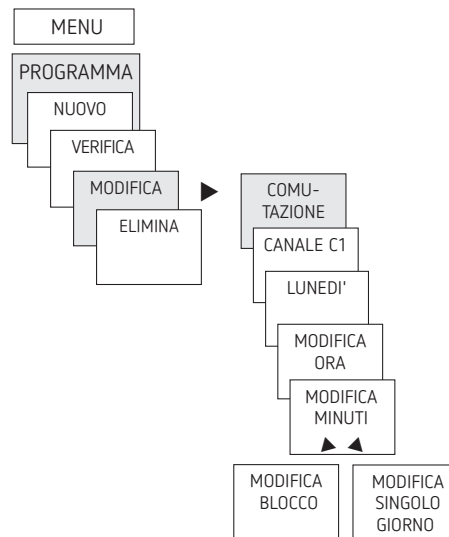 MENU
PROGRAMMA
NUOVO
VERIFICA
MODIFICA
ELIMINA
COMU-
TAZIONE
CANALE C1
LUNEDI'
MODIFICA
ORA
MODIFICA
MINUTI
MODIFICA
BLOCCO
MODIFICA
SINGOLO
GIORNO